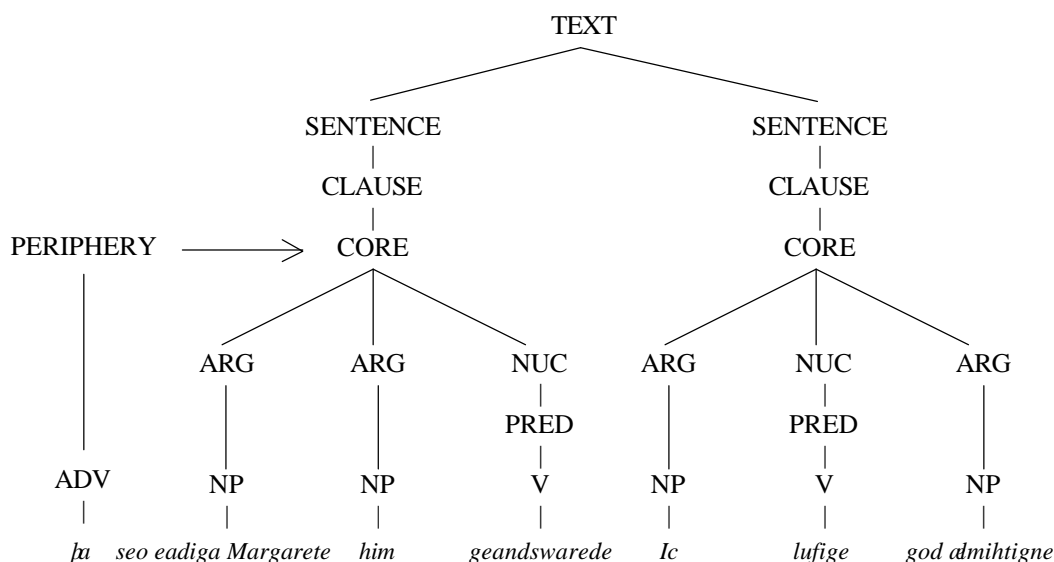 TEXT
SENTENCE SENTENCE
CLAUSE CLAUSE
PERIPHERY CORE CORE
ARG ARG NUC ARG NUC ARG
PRED PRED
ADV NP NP V NP V NP
þa seo eadiga Margarete him geandswarede Ic lufige god ælmihtigne